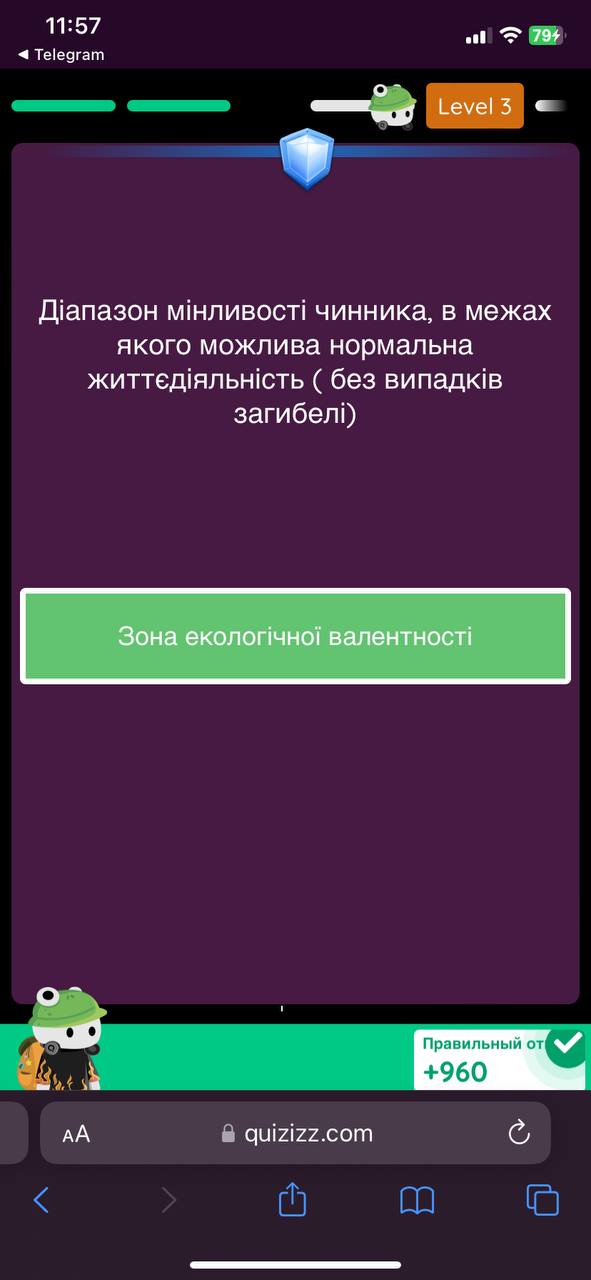 11:57
79
◀ Telegram
Level 3
Діапазон мінливості чинника, в межах
якого можлива нормальна
життєдіяльність ( без випадків
загибелі)
Зона екологічної валентності
Правильный от
+960
AA
quizizz.com